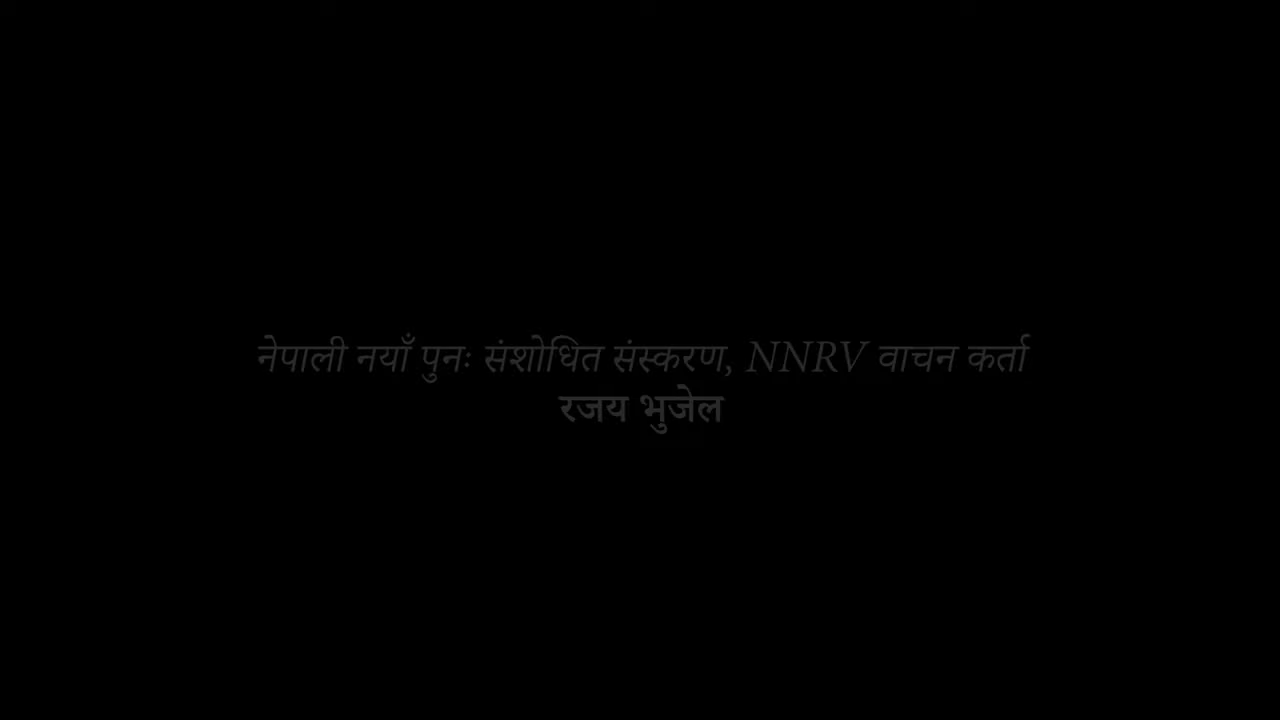 नेपाली नयाँ पुनः संशोधित संस्करण, NNRV वाचन कर्ता
रजय भुजेल